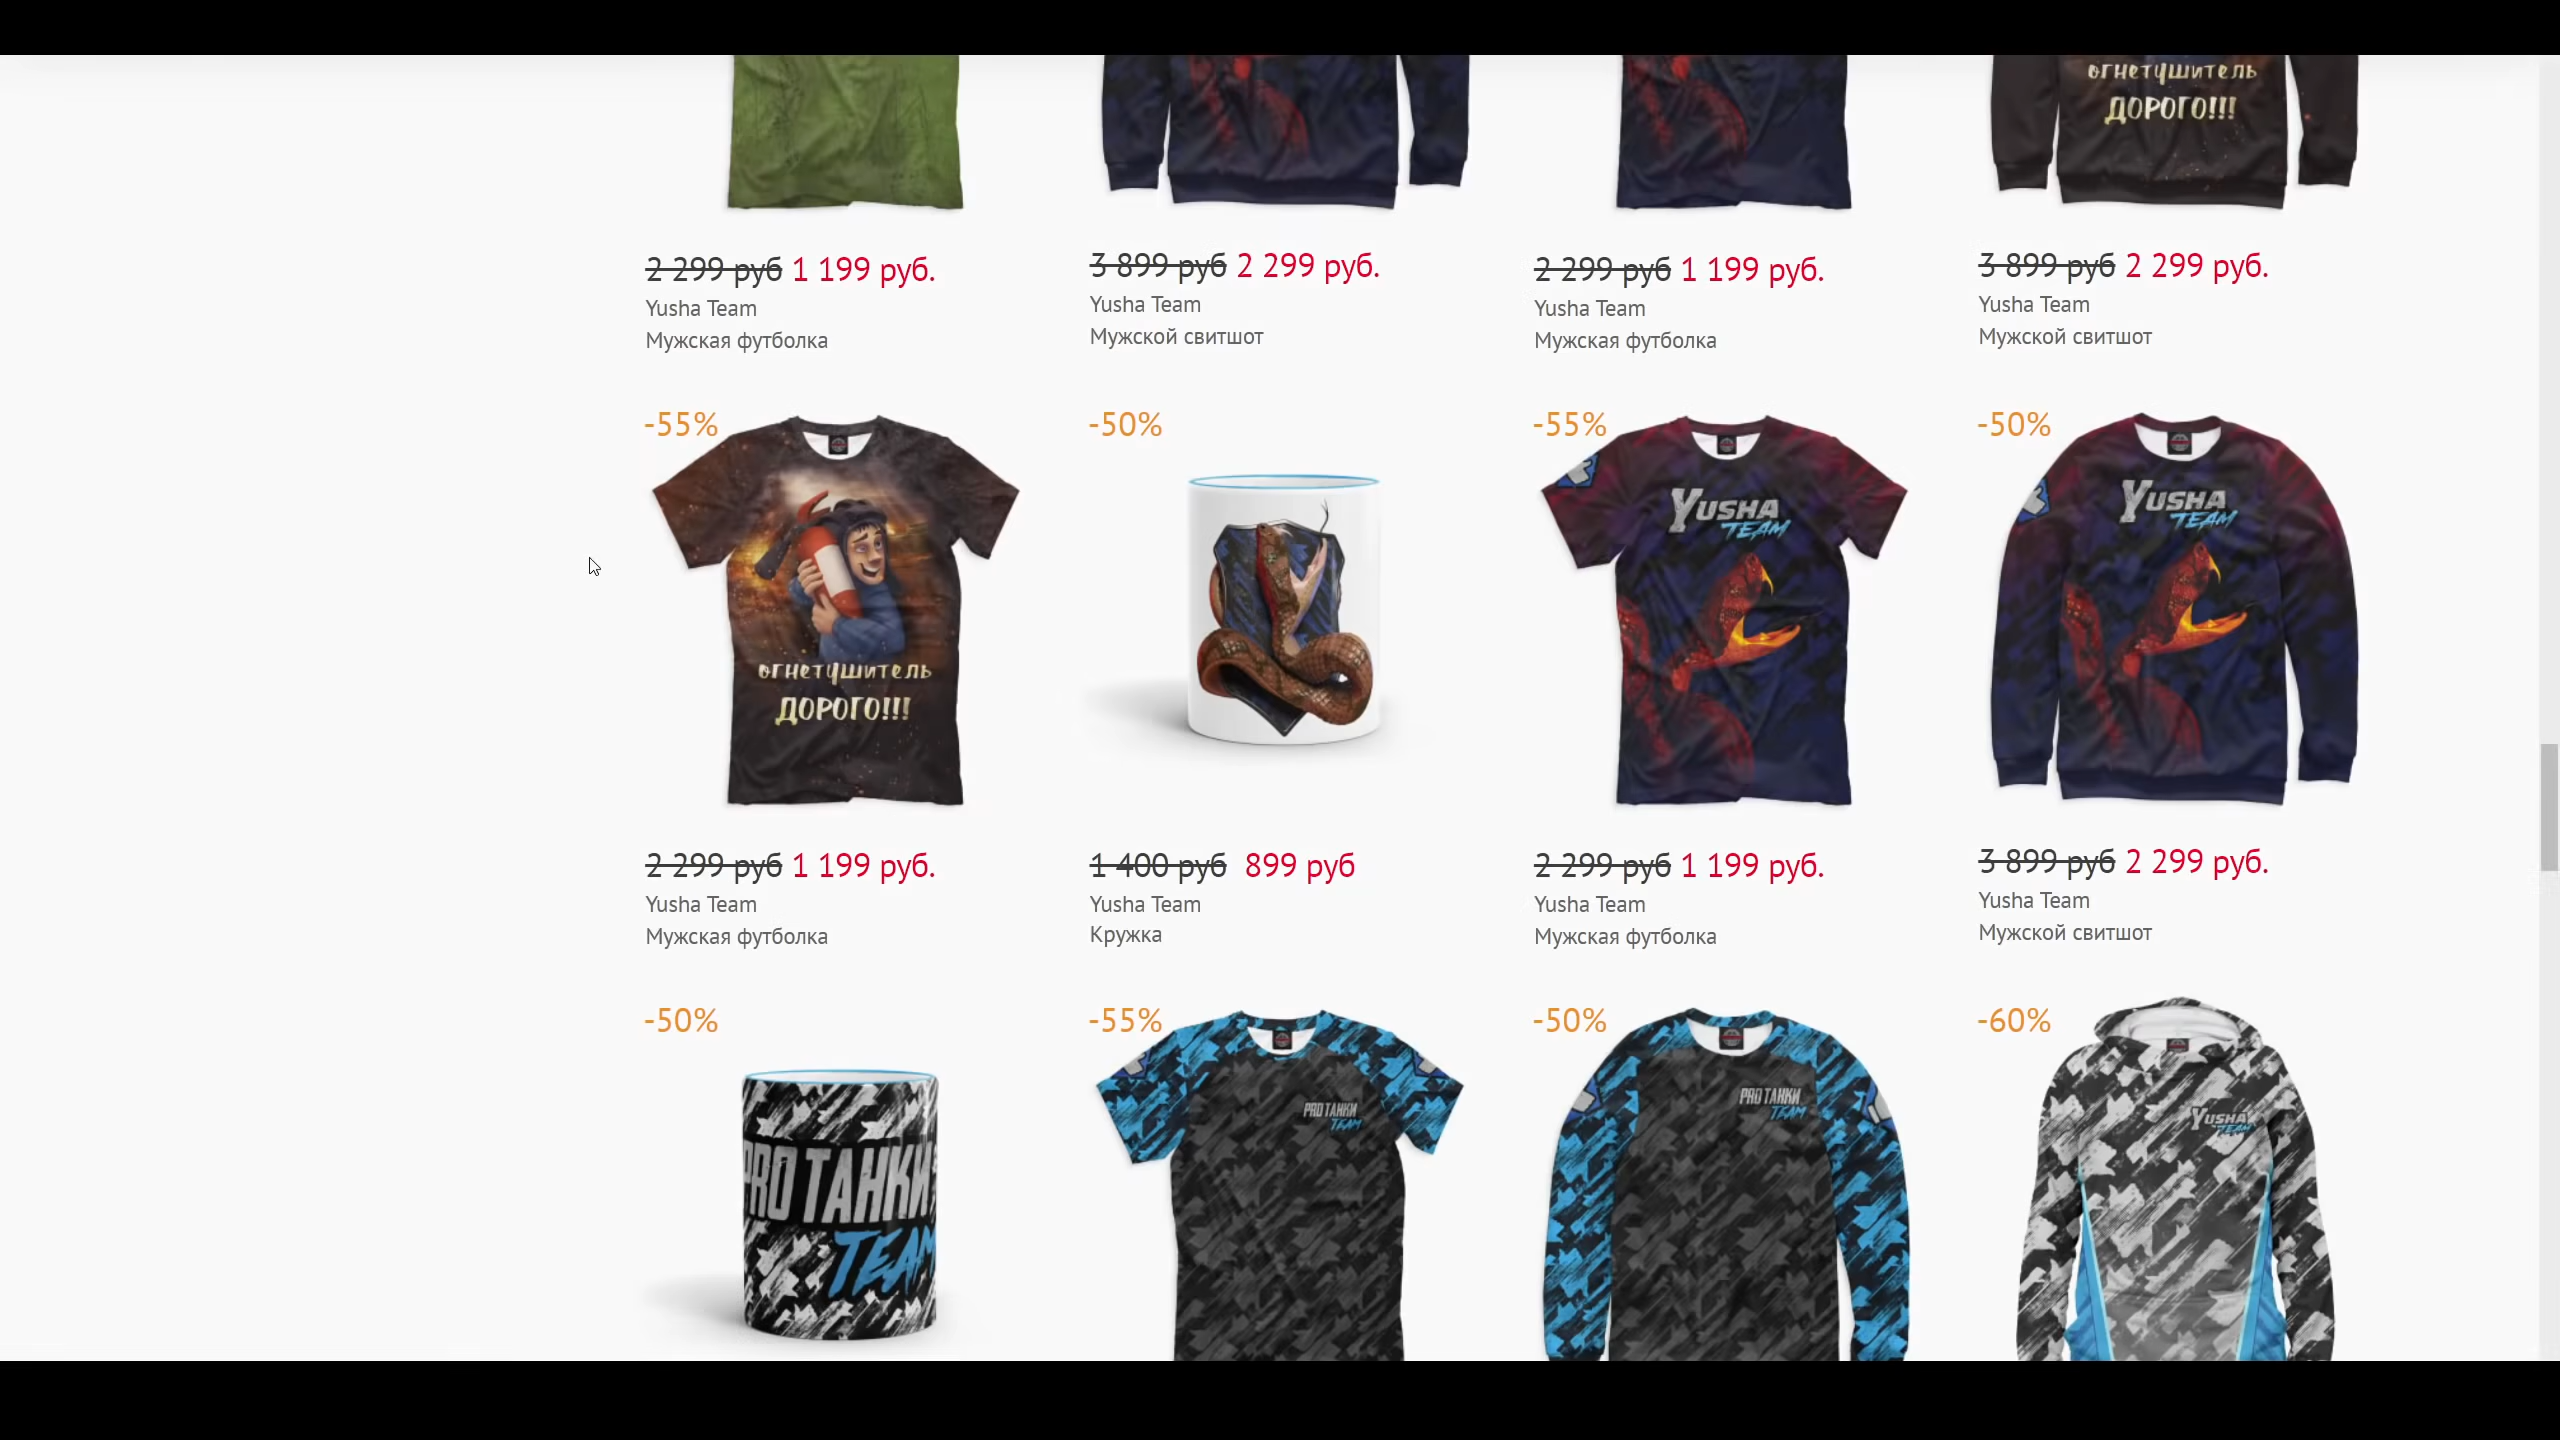 огнетушитель
ДОРОГО!!!
2 299 руб 1 199 руб.
Yusha Team
Мужская футболка
3 899 руб 2 299 руб.
Yusha Team
Мужской свитшот
2 299 руб 1 199 руб.
Yusha Team
Мужская футболка
3 899 руб 2 299 руб.
Yusha Team
Мужской свитшот
-55%
огнетушитель
ДОРОГО!!!
2 299 руб 1 199 руб.
Yusha Team
Мужская футболка
-50%
1 400 руб 899 руб
Yusha Team
Кружка
-55%
YUSHA
TEAM
2 299 руб 1 199 руб.
Yusha Team
Мужская футболка
-50%
YUSHA
TEAM
3 899 руб 2 299 руб.
Yusha Team
Мужской свитшот
-50%
PRO ТАНКИ
TEAM
-55%
PRO ТАНКИ
TEAM
-50%
PRO ТАНКИ
TEAM
-60%
YUSHA
TEAM